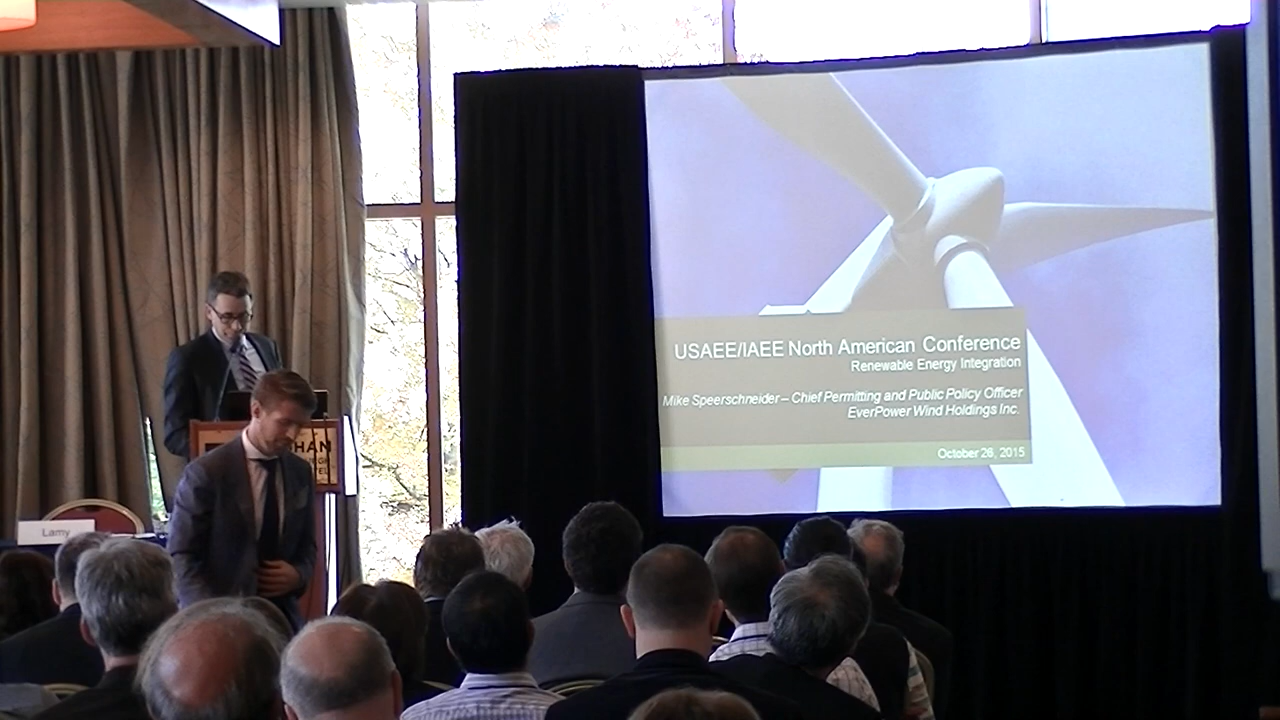 USAEE/IAEE North American Conference
Renewable Energy Integration
Mike Speerschneider – Chief Permitting and Public Policy Officer
EverPower Wind Holdings Inc.
October 26, 2015
HAN
Lamy